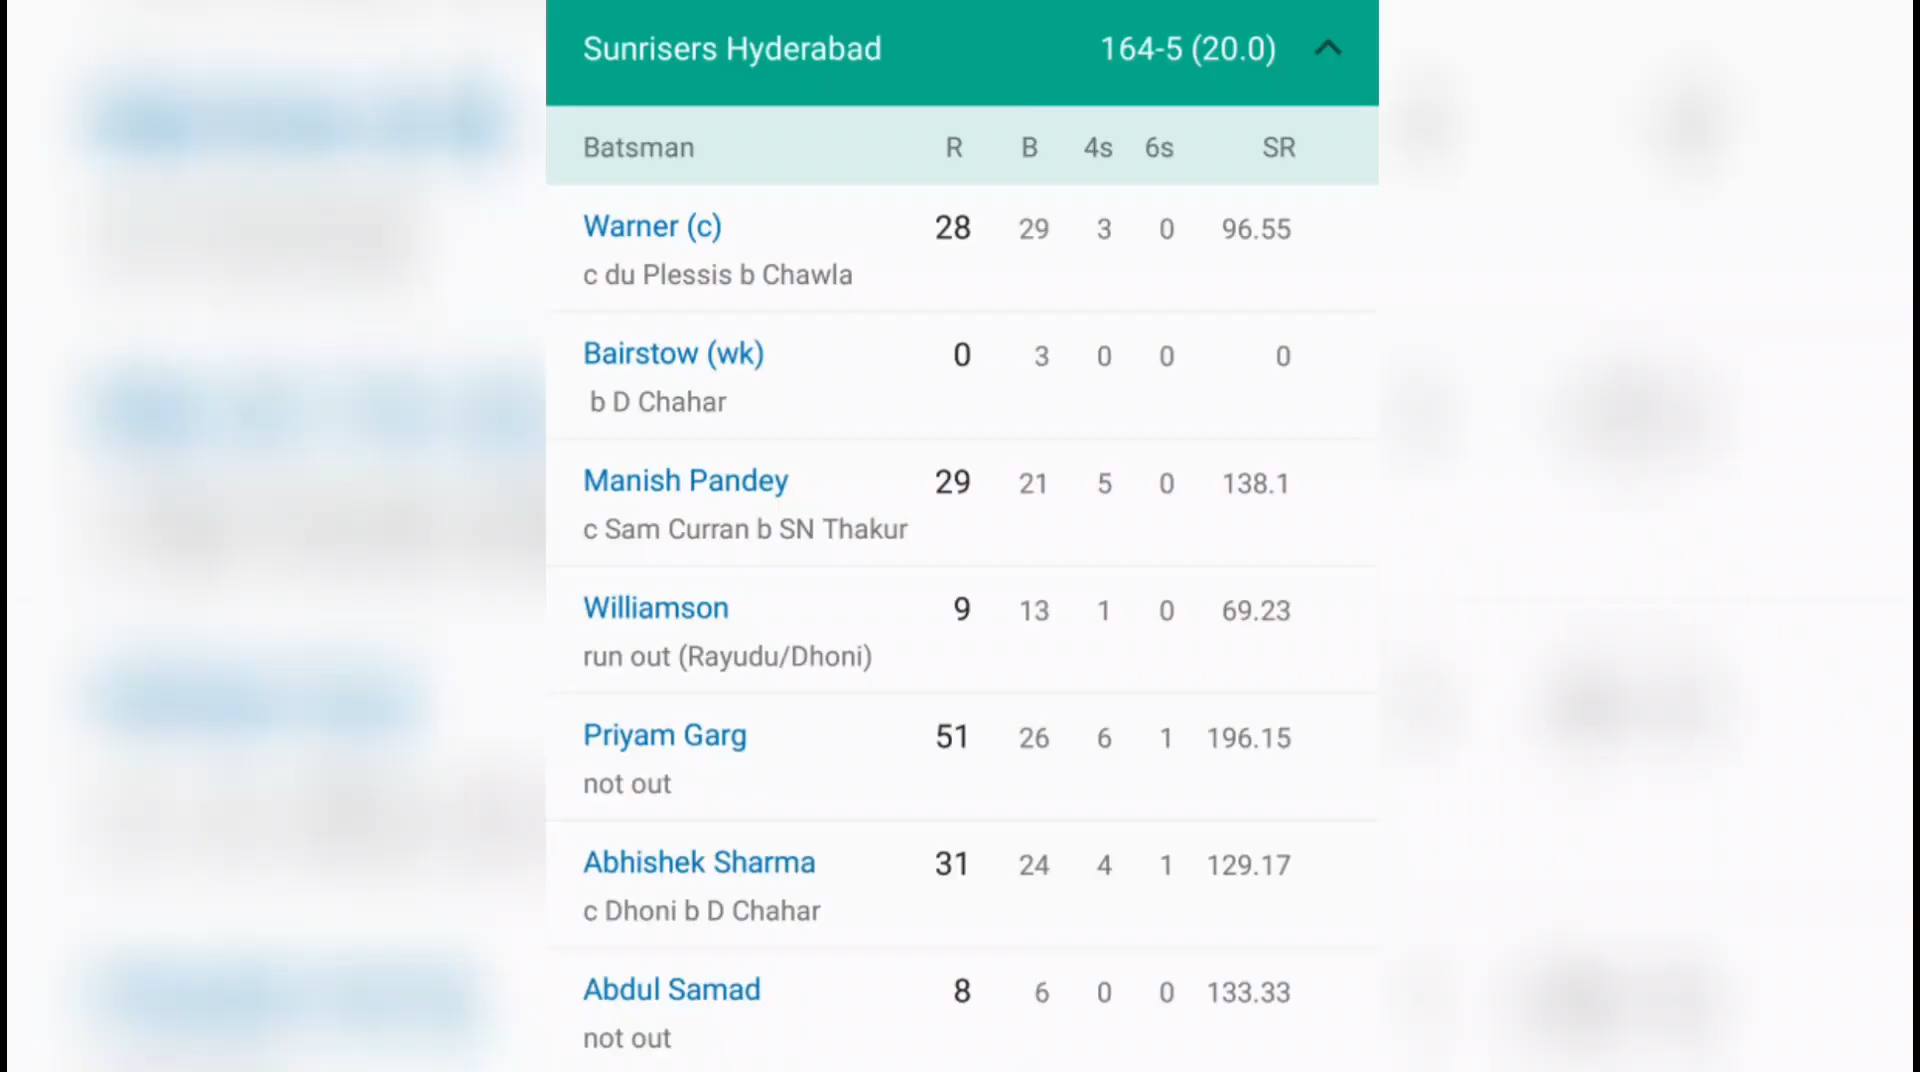 Sunrisers Hyderabad 164-5 (20.0)
Batsman R B 4s 6s SR
Warner (c) 28 29 3 0 96.55
c du Plessis b Chawla
Bairstow (wk) 0 3 0 0 0
b D Chahar
Manish Pandey 29 21 5 0 138.1
c Sam Curran b SN Thakur
Williamson 9 13 1 0 69.23
run out (Rayudu/Dhoni)
Priyam Garg 51 26 6 1 196.15
not out
Abhishek Sharma 31 24 4 1 129.17
c Dhoni b D Chahar
Abdul Samad 8 6 0 0 133.33
not out